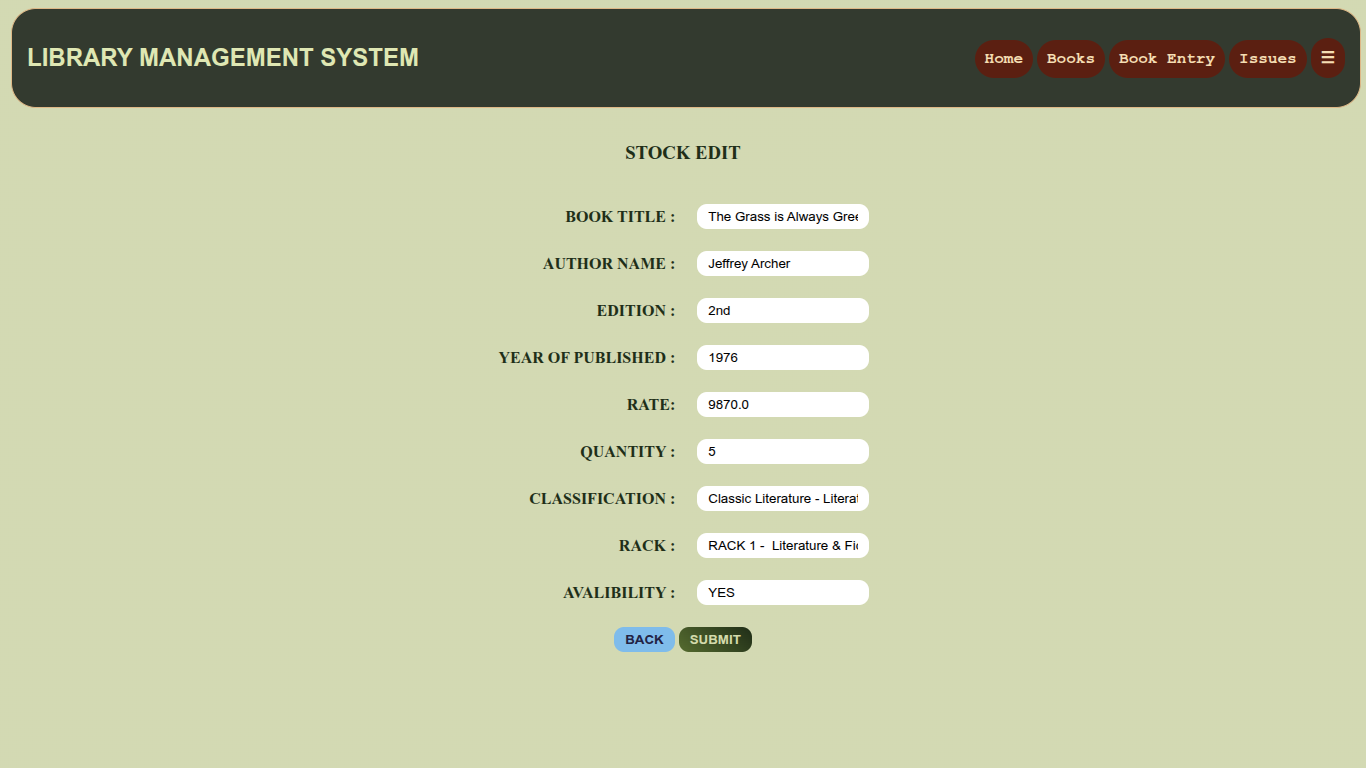 LIBRARY MANAGEMENT SYSTEM
Home Books Book Entry Issues ☰
STOCK EDIT
BOOK TITLE : The Grass is Always Gree
AUTHOR NAME : Jeffrey Archer
EDITION : 2nd
YEAR OF PUBLISHED : 1976
RATE: 9870.0
QUANTITY : 5
CLASSIFICATION : Classic Literature - Literat
RACK : RACK 1 - Literature & Fic
AVALIBILITY : YES
BACK SUBMIT